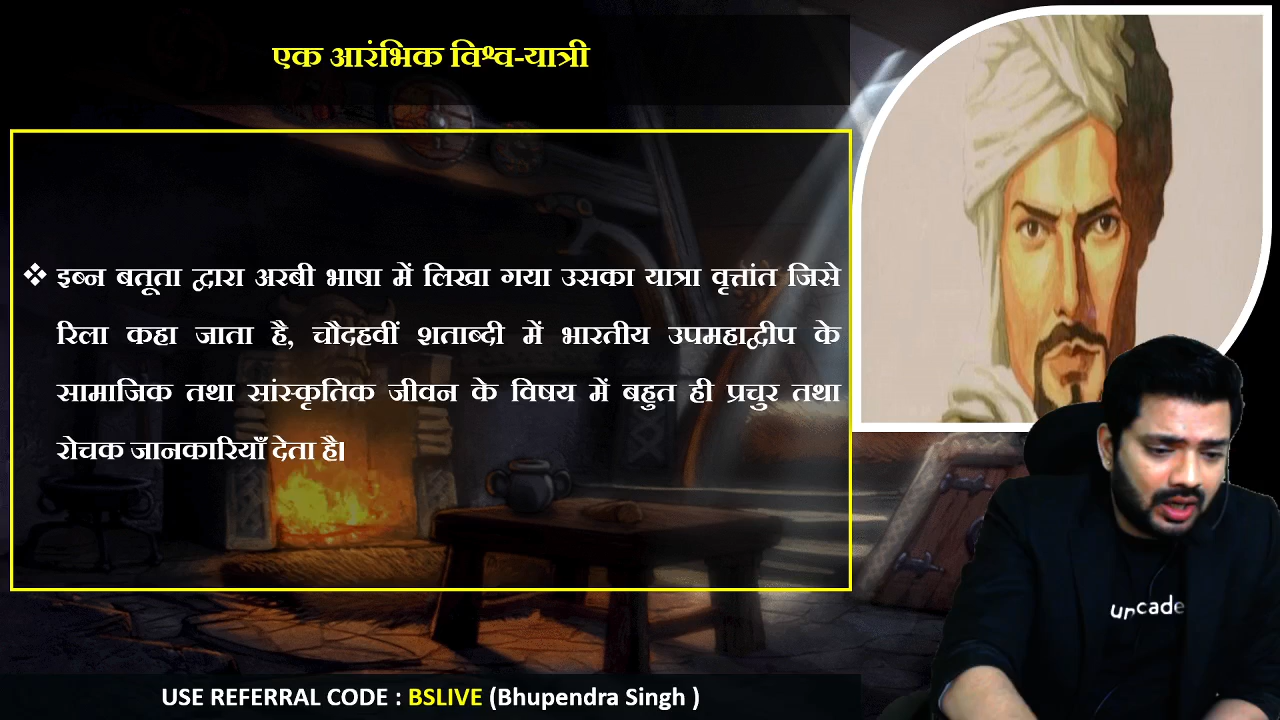 एक आरंभिक विश्व-यात्री
❖ इब्न बतूता द्वारा अरबी भाषा में लिखा गया उसका यात्रा वृत्तांत जिसे
रिला कहा जाता है, चौदहवीं शताब्दी में भारतीय उपमहाद्वीप के
सामाजिक तथा सांस्कृतिक जीवन के विषय में बहुत ही प्रचुर तथा
रोचक जानकारियाँ देता है।
uncade
USE REFERRAL CODE : BSLIVE (Bhupendra Singh )